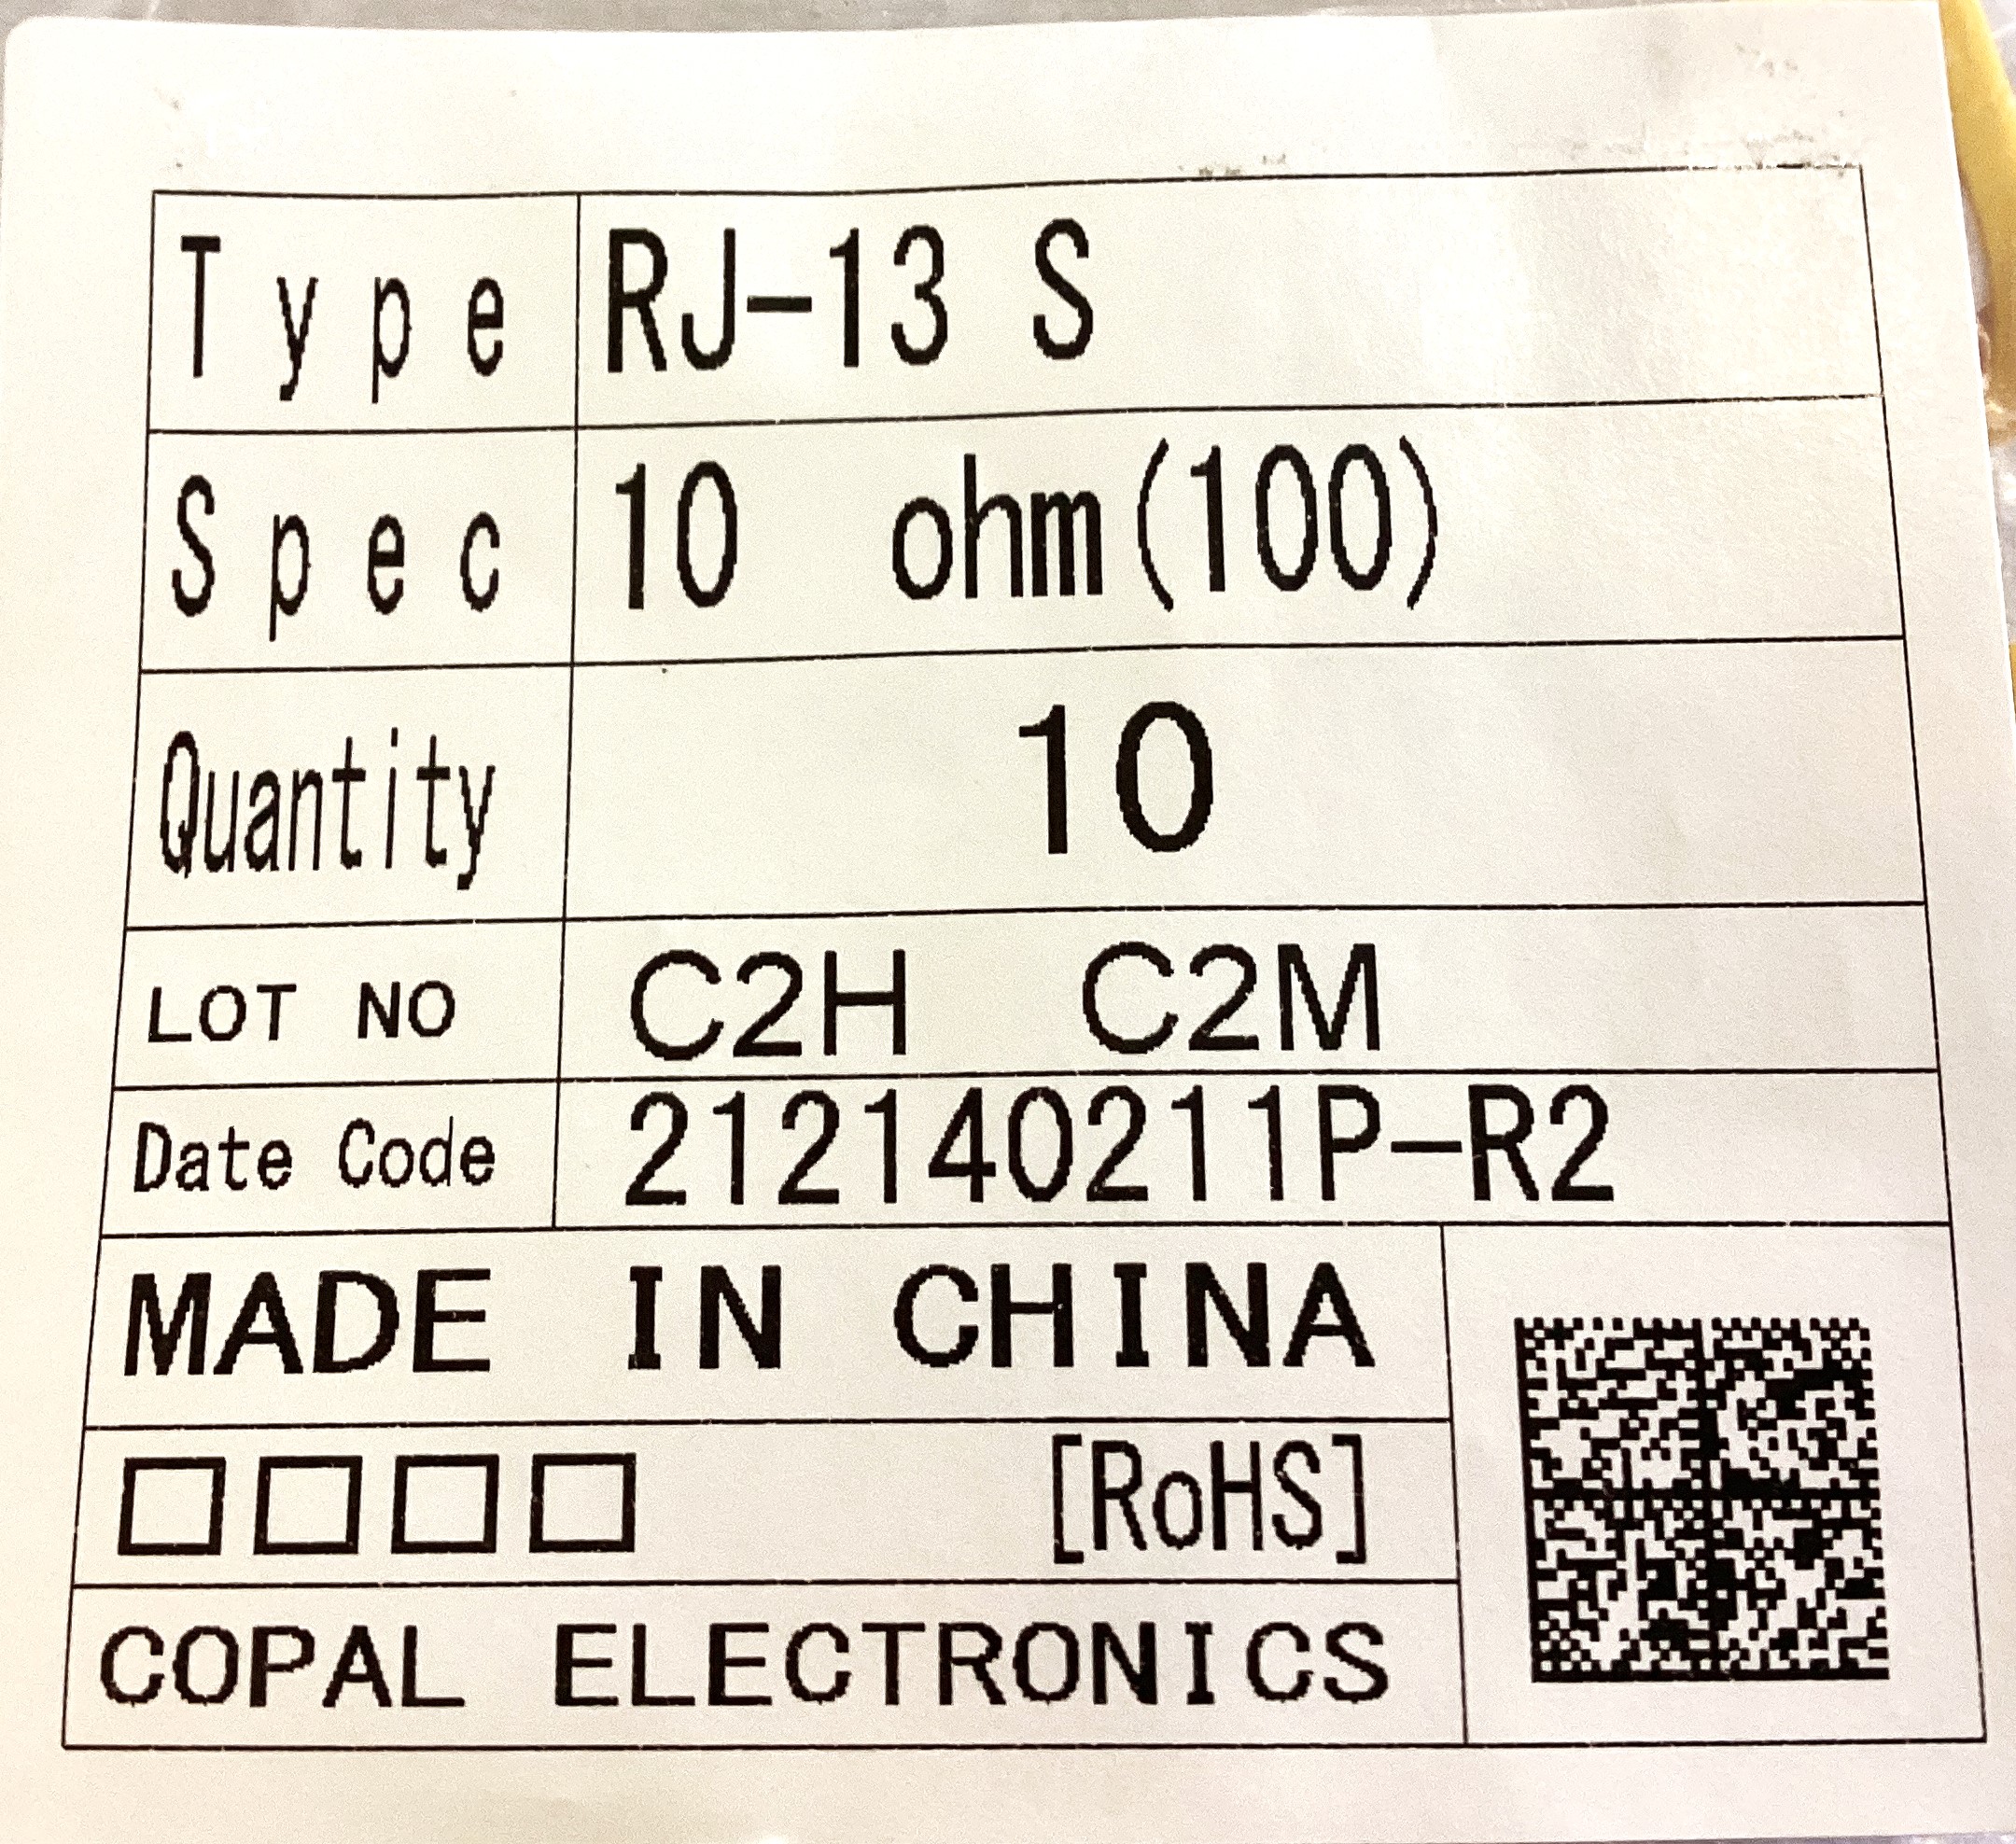 Type RJ-13 S
Spec 10 ohm(100)
Quantity 10
LOT NO C2H C2M
Date Code 212140211P-R2
MADE IN CHINA
□□□□ [RoHS]
COPAL ELECTRONICS